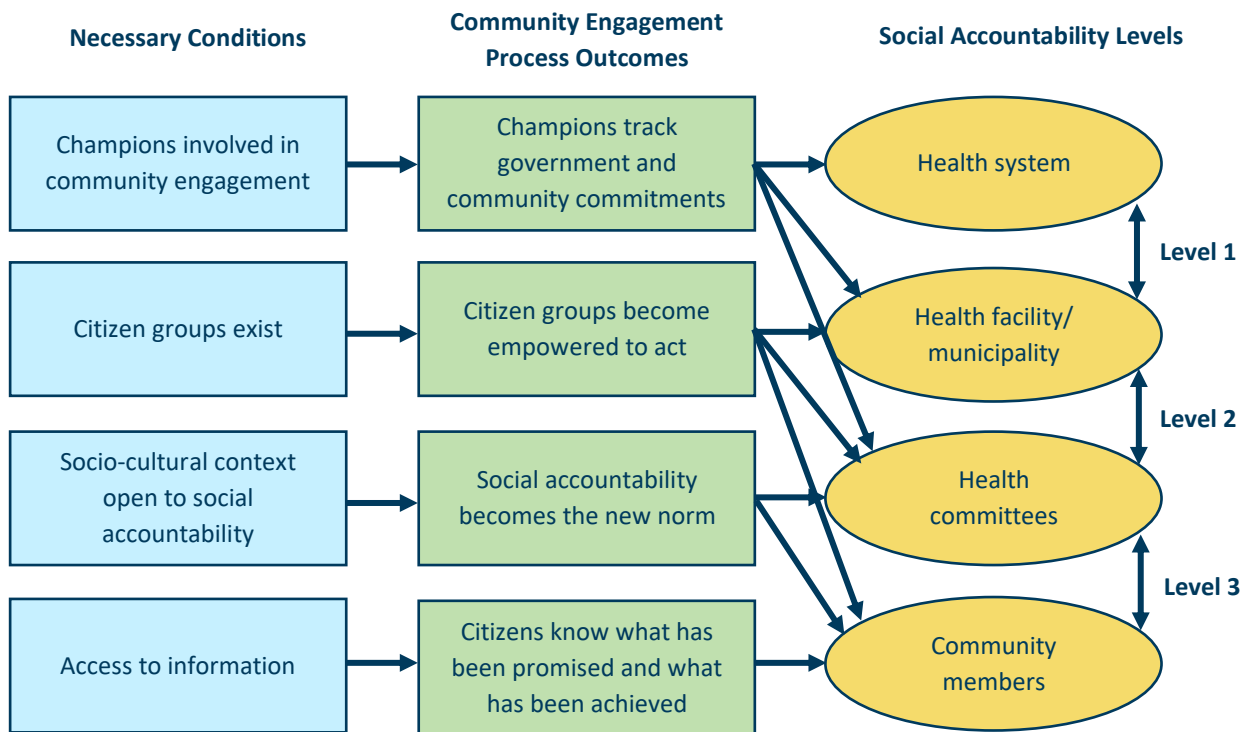 Necessary Conditions
Community Engagement
Process Outcomes
Social Accountability Levels
Champions involved in
community engagement
Champions track
government and
community commitments
Health system
Level 1
Citizen groups exist
Citizen groups become
empowered to act
Health facility/
municipality
Level 2
Socio-cultural context
open to social
accountability
Social accountability
becomes the new norm
Health
committees
Level 3
Access to information
Citizens know what has
been promised and what
has been achieved
Community
members